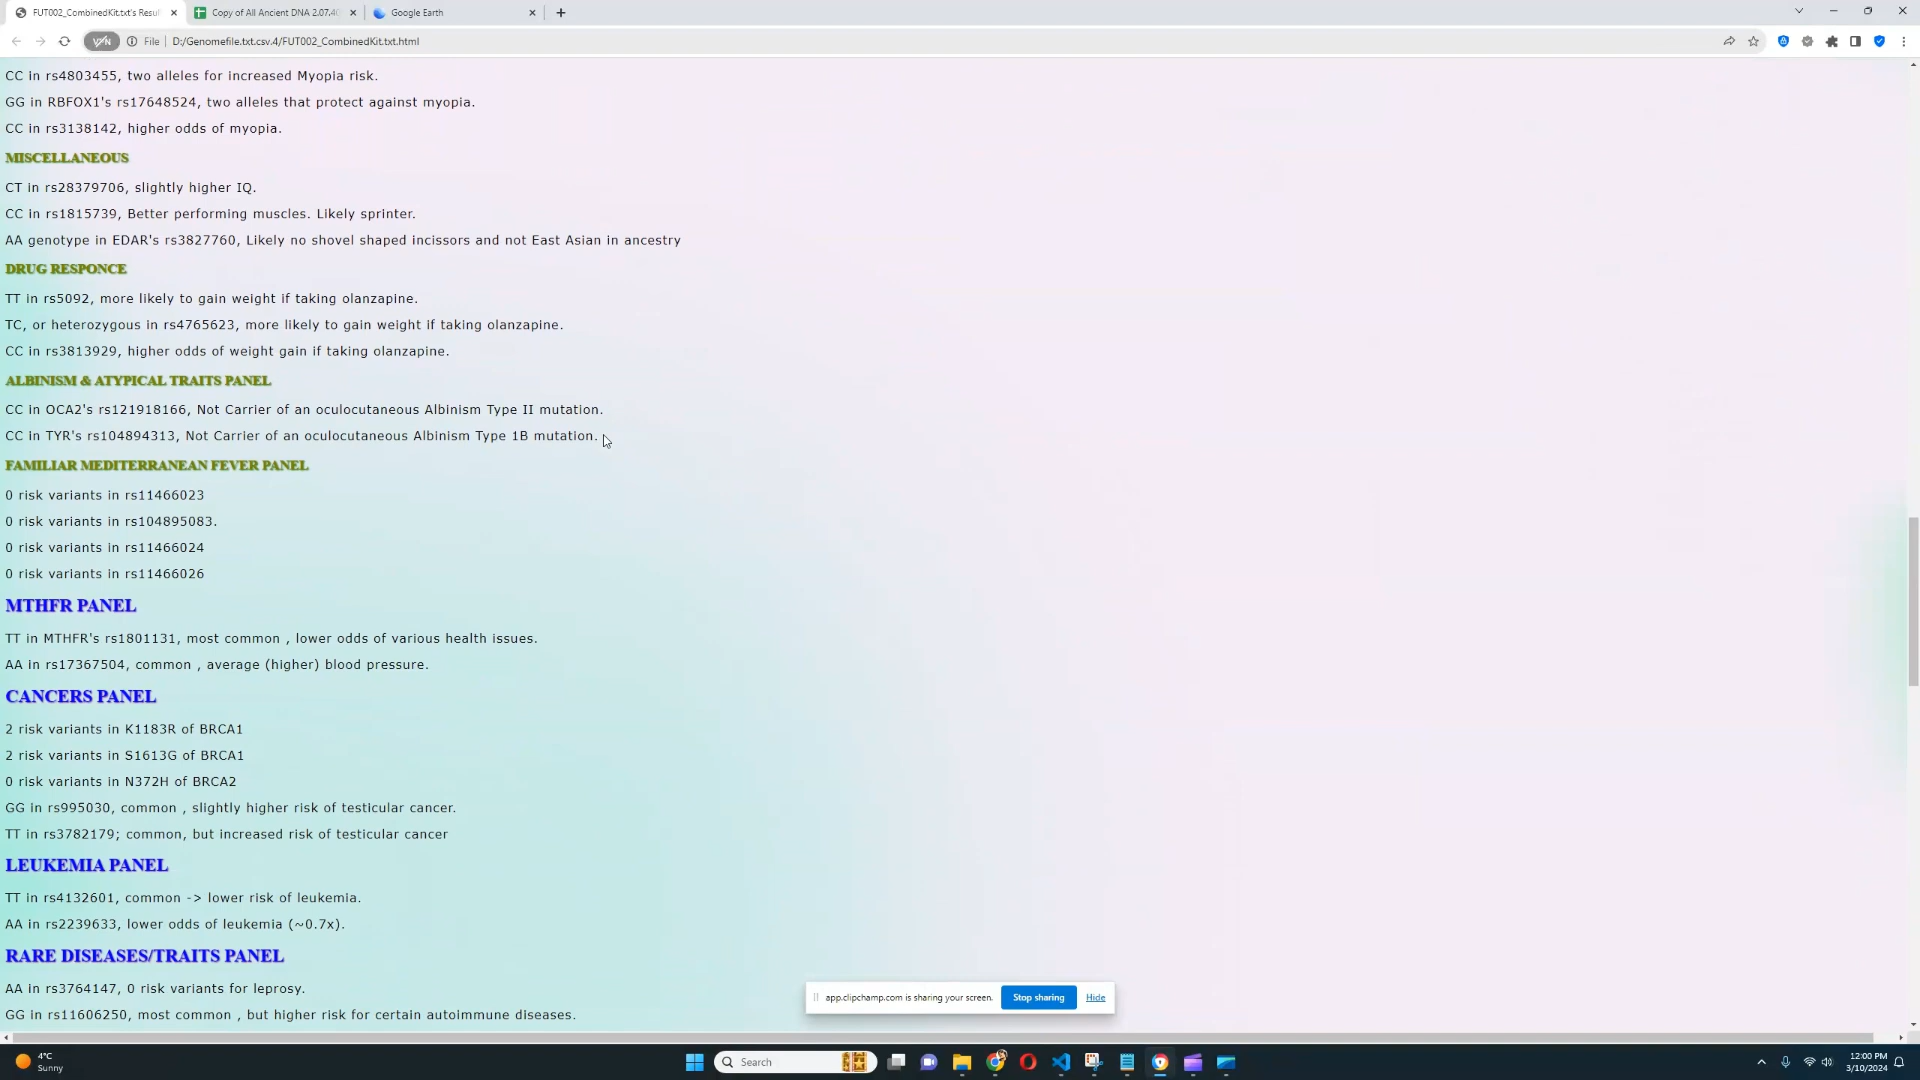 FUT002_CombinedKit.txt's Resul
Copy of All Ancient DNA 2.07.40
Google Earth
VPN
File
D:/Genomefile.txt.csv.4/FUT002_CombinedKit.txt.html
CC in rs4803455, two alleles for increased Myopia risk.
GG in RBFOX1's rs17648524, two alleles that protect against myopia.
CC in rs3138142, higher odds of myopia.
MISCELLANEOUS
CT in rs28379706, slightly higher IQ.
CC in rs1815739, Better performing muscles. Likely sprinter.
AA genotype in EDAR's rs3827760, Likely no shovel shaped incissors and not East Asian in ancestry
DRUG RESPONCE
TT in rs5092, more likely to gain weight if taking olanzapine.
TC, or heterozygous in rs4765623, more likely to gain weight if taking olanzapine.
CC in rs3813929, higher odds of weight gain if taking olanzapine.
ALBINISM & ATYPICAL TRAITS PANEL
CC in OCA2's rs121918166, Not Carrier of an oculocutaneous Albinism Type II mutation.
CC in TYR's rs104894313, Not Carrier of an oculocutaneous Albinism Type 1B mutation.
FAMILIAR MEDITERRANEAN FEVER PANEL
0 risk variants in rs11466023
0 risk variants in rs104895083.
0 risk variants in rs11466024
0 risk variants in rs11466026
MTHFR PANEL
TT in MTHFR's rs1801131, most common , lower odds of various health issues.
AA in rs17367504, common , average (higher) blood pressure.
CANCERS PANEL
2 risk variants in K1183R of BRCA1
2 risk variants in S1613G of BRCA1
0 risk variants in N372H of BRCA2
GG in rs995030, common , slightly higher risk of testicular cancer.
TT in rs3782179; common, but increased risk of testicular cancer
LEUKEMIA PANEL
TT in rs4132601, common -> lower risk of leukemia.
AA in rs2239633, lower odds of leukemia (~0.7x).
RARE DISEASES/TRAITS PANEL
AA in rs3764147, 0 risk variants for leprosy.
GG in rs11606250, most common , but higher risk for certain autoimmune diseases.
app.clipchamp.com is sharing your screen.
Stop sharing
Hide
4°C
Sunny
Search
12:00 PM
3/10/2024